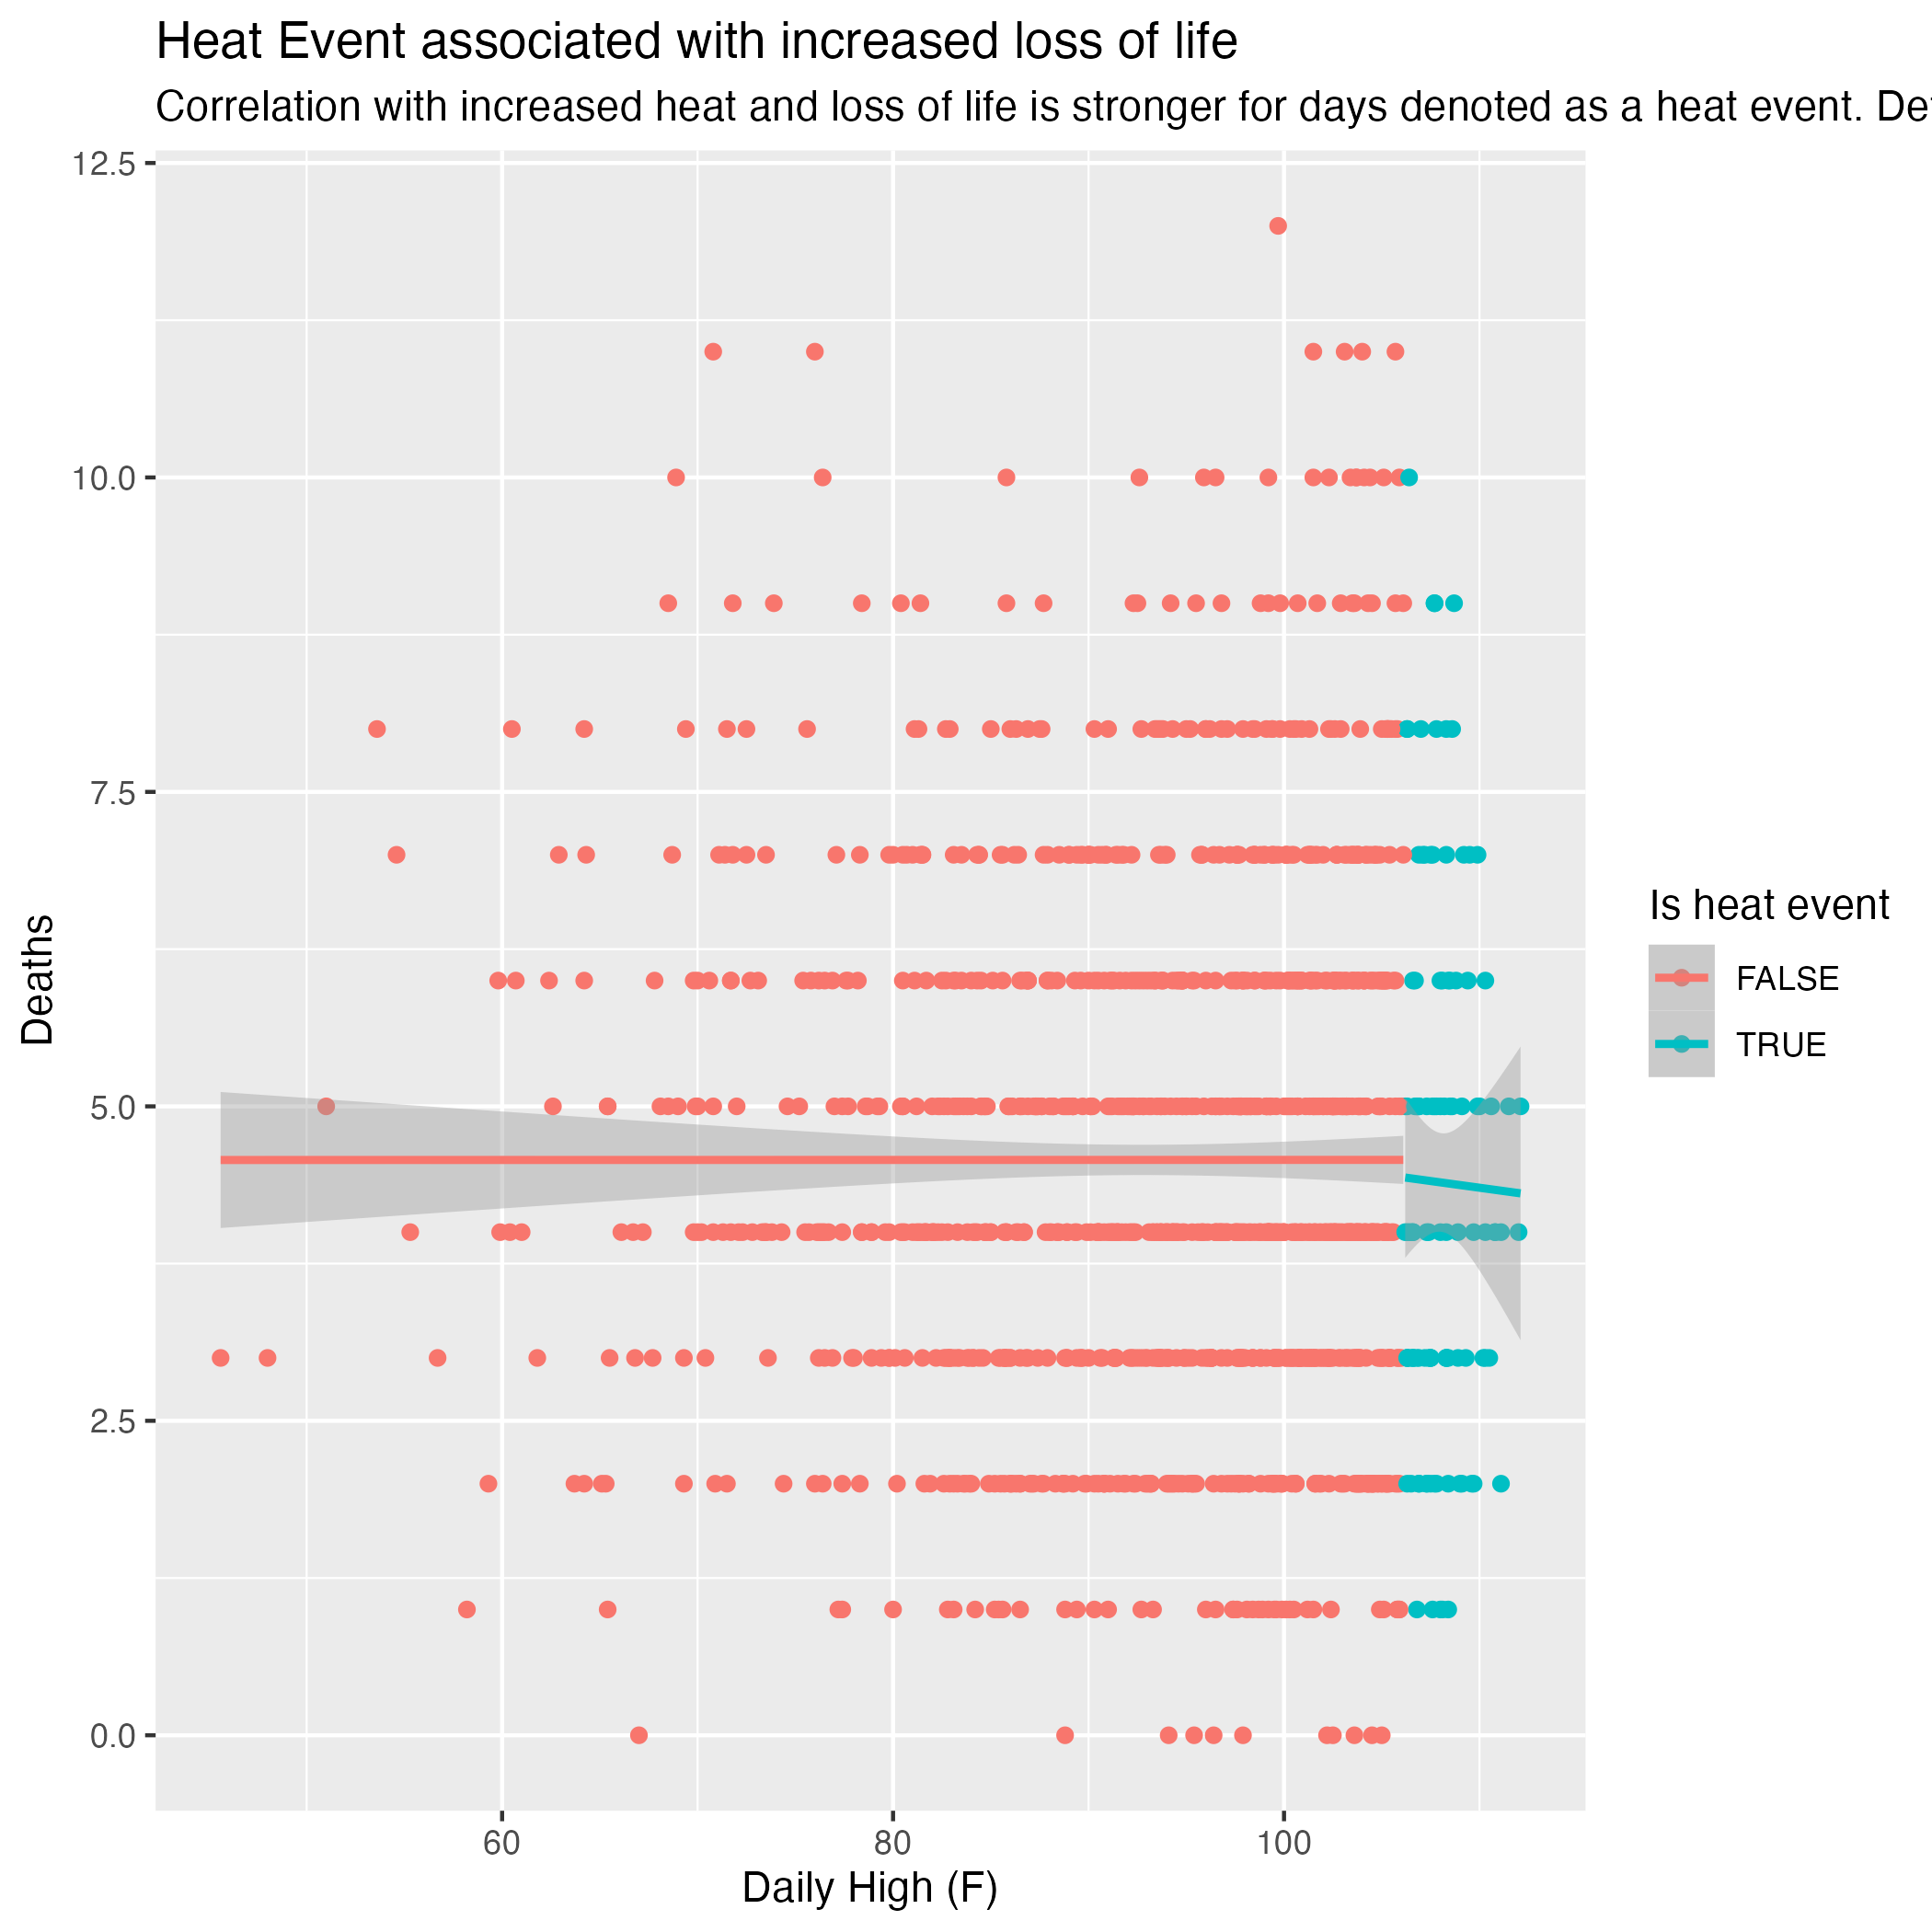 Heat Event associated with increased loss of life
Correlation with increased heat and loss of life is stronger for days denoted as a heat event.
12.5
10.0
7.5
5.0
2.5
0.0
Deaths
60
80
100
Daily High (F)
Is heat event
FALSE
TRUE